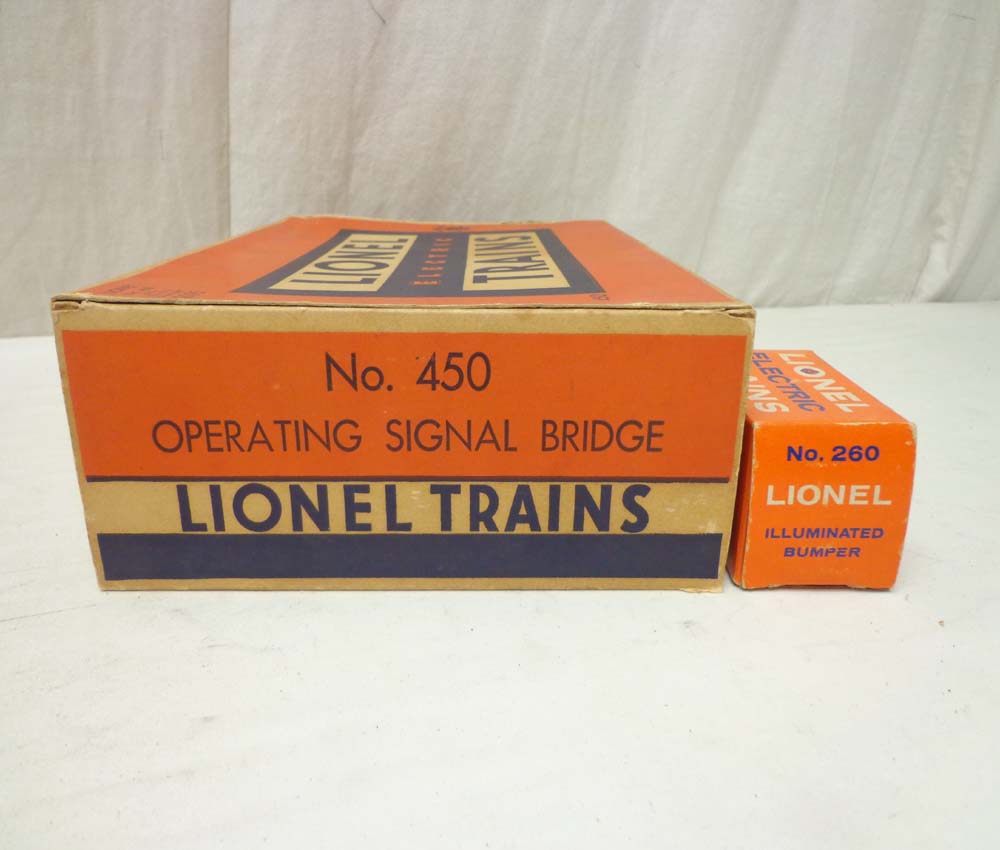 LIONEL
ELECTRIC
TRAINS
No. 450
OPERATING SIGNAL BRIDGE
LIONEL TRAINS
LIONEL
ELECTRIC
No. 260
LIONEL
ILLUMINATED
BUMPER